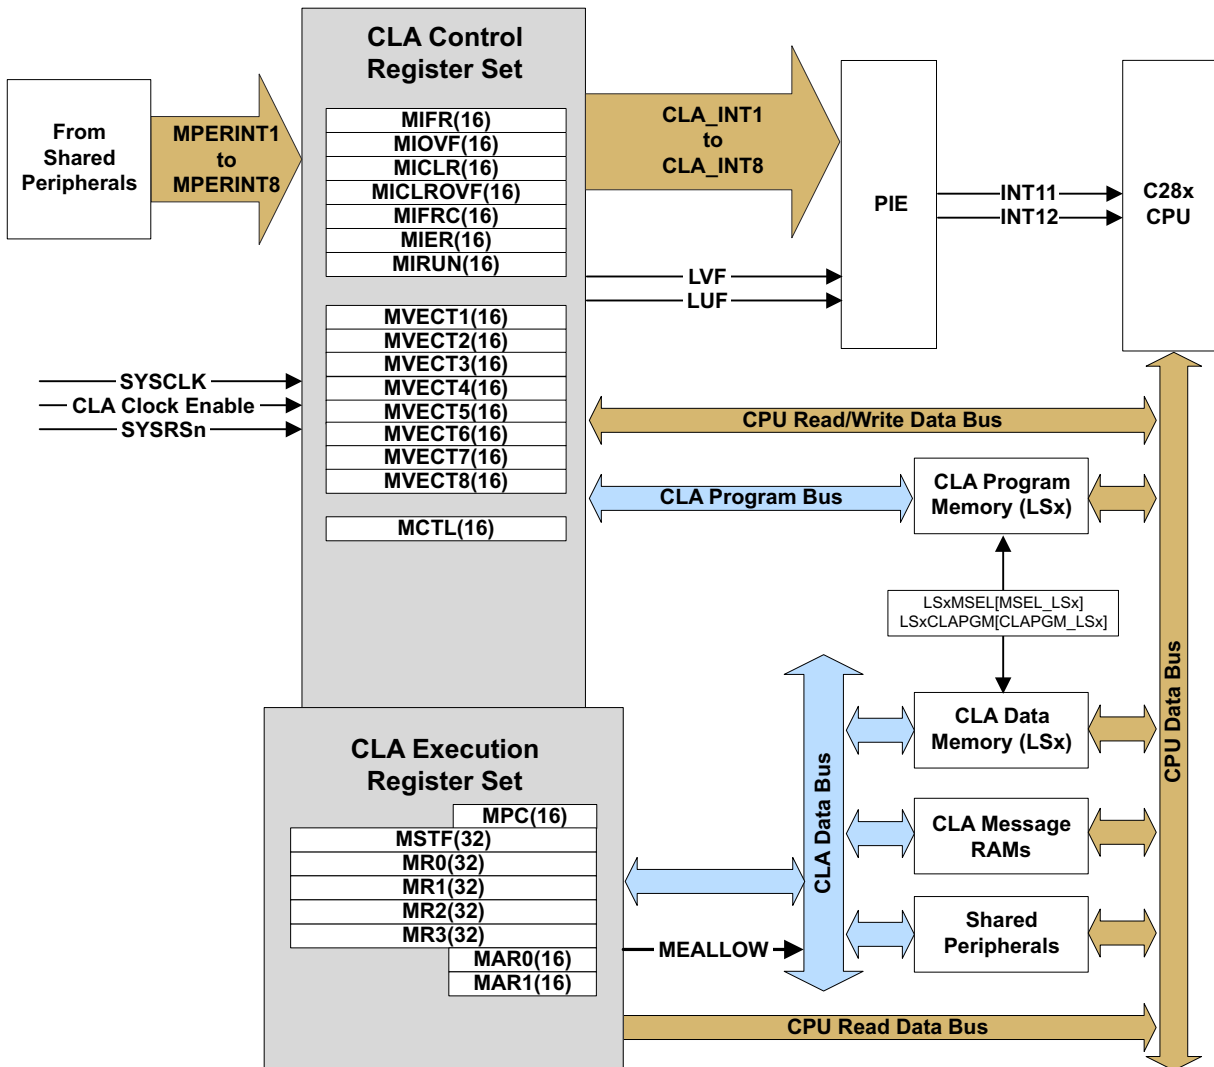 CLA Control
Register Set
From
Shared
Peripherals
MPERINT1
to
MPERINT8
MIFR(16)
MIOVF(16)
MICLR(16)
MICLROVF(16)
MIFRC(16)
MIER(16)
MIRUN(16)
CLA_INT1
to
CLA_INT8
PIE
INT11
INT12
C28x
CPU
LVF
LUF
MVECT1(16)
MVECT2(16)
MVECT3(16)
MVECT4(16)
MVECT5(16)
MVECT6(16)
MVECT7(16)
MVECT8(16)
SYSCLK
CLA Clock Enable
SYSRSn
CPU Read/Write Data Bus
CLA Program Bus
CLA Program
Memory (LSx)
MCTL(16)
LSxMSEL[MSEL_LSx]
LSxCLAPGM[CLAPGM_LSx]
CPU Data Bus
CLA Data Bus
CLA Data
Memory (LSx)
CLA Message
RAMs
Shared
Peripherals
CLA Execution
Register Set
MPC(16)
MSTF(32)
MR0(32)
MR1(32)
MR2(32)
MR3(32)
MAR0(16)
MAR1(16)
MEALLOW
CPU Read Data Bus